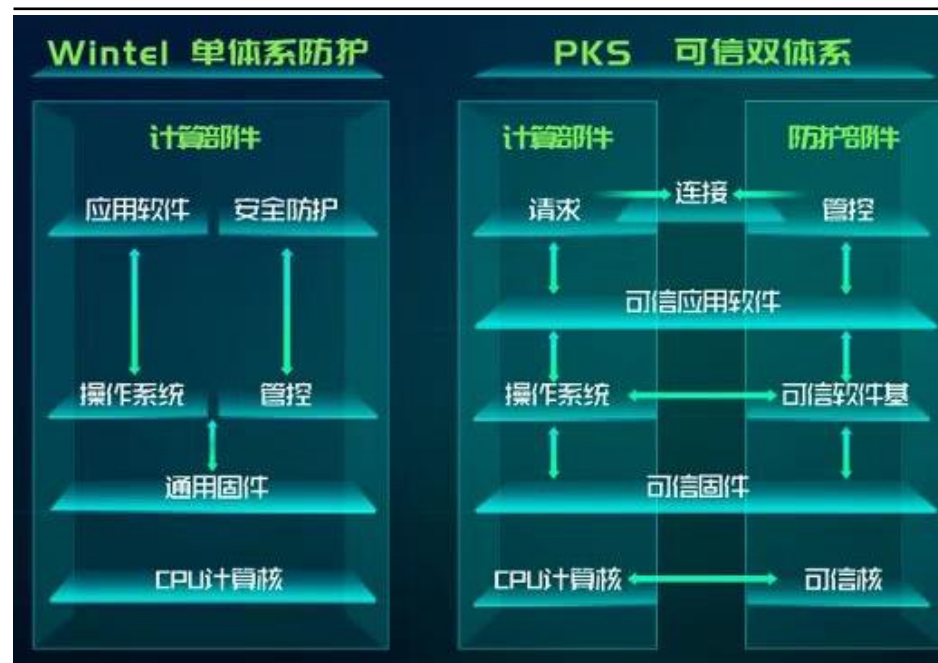 Wintel 单体系防护
计算部件
应用软件 安全防护
操作系统 管控
通用固件
CPU计算核
PKS 可信双体系
计算部件 防护部件
请求 连接 管控
可信应用软件
操作系统 可信软件基
可信固件
CPU计算核 可信核